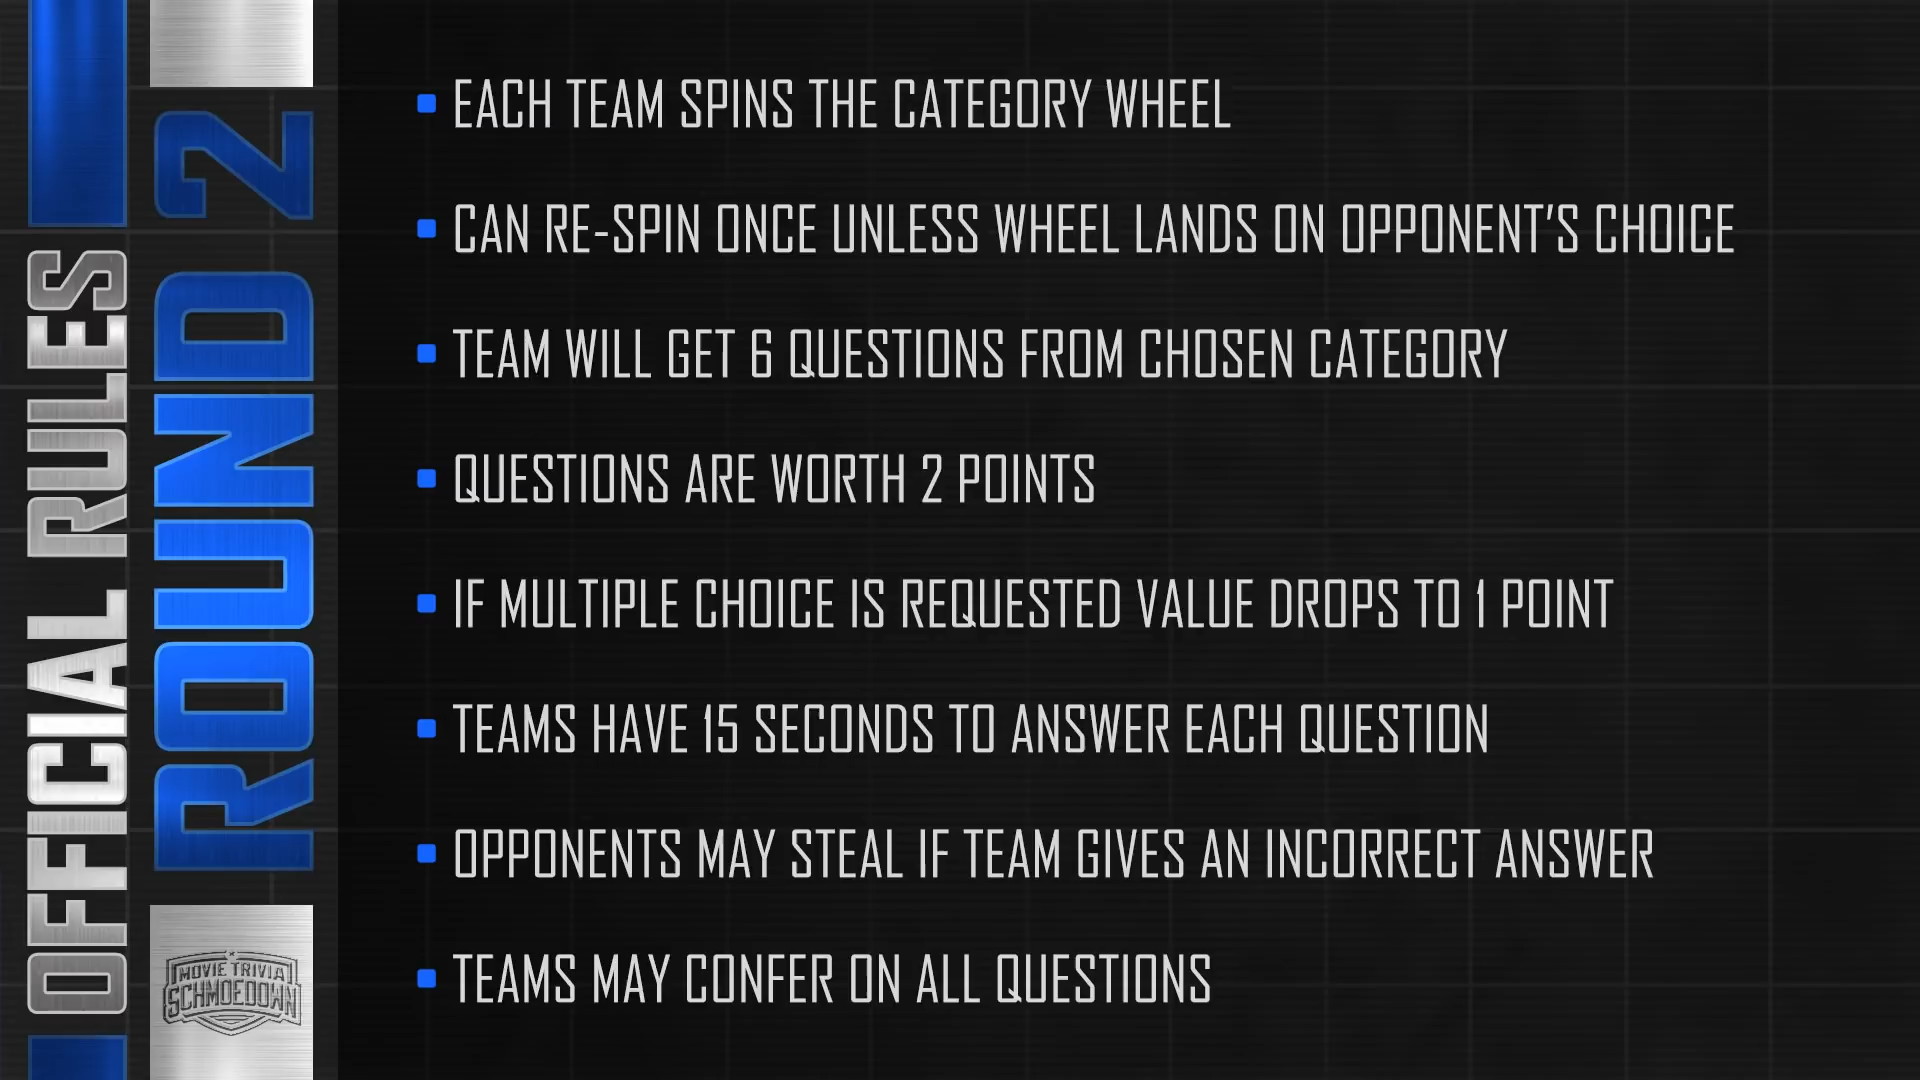 OFFICIAL RULES
ROUND 2
MOVIE TRIVIA
SCHMOEDOWN
EACH TEAM SPINS THE CATEGORY WHEEL
CAN RE-SPIN ONCE UNLESS WHEEL LANDS ON OPPONENT'S CHOICE
TEAM WILL GET 6 QUESTIONS FROM CHOSEN CATEGORY
QUESTIONS ARE WORTH 2 POINTS
IF MULTIPLE CHOICE IS REQUESTED VALUE DROPS TO 1 POINT
TEAMS HAVE 15 SECONDS TO ANSWER EACH QUESTION
OPPONENTS MAY STEAL IF TEAM GIVES AN INCORRECT ANSWER
TEAMS MAY CONFER ON ALL QUESTIONS